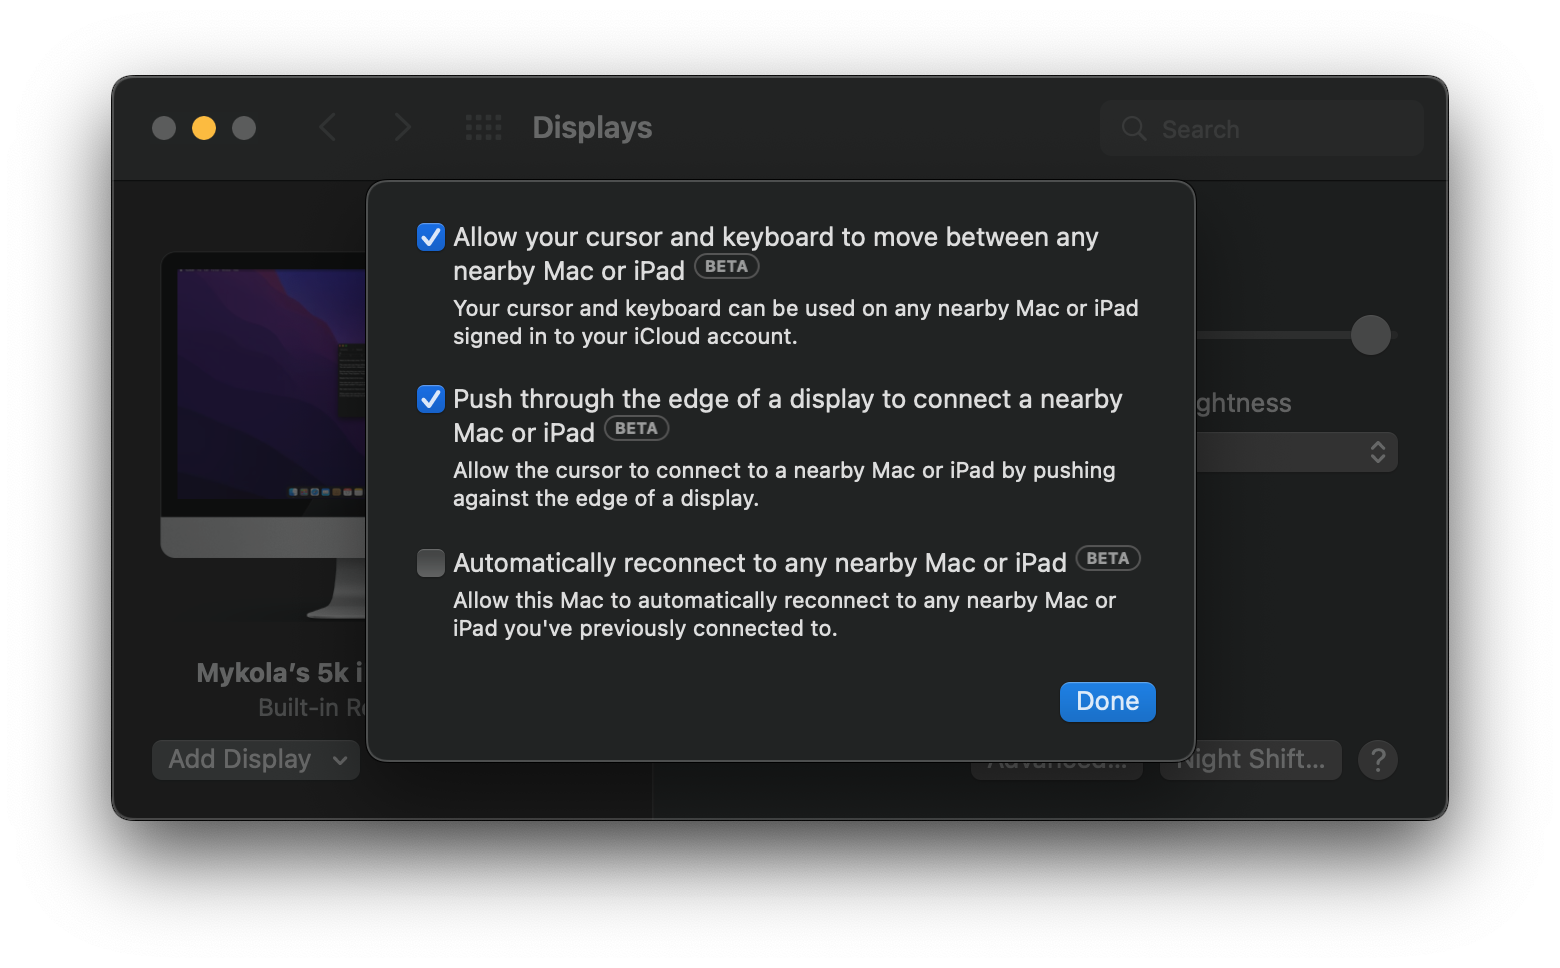 Displays
Search
Allow your cursor and keyboard to move between any
nearby Mac or iPad BETA
Your cursor and keyboard can be used on any nearby Mac or iPad
signed in to your iCloud account.
Push through the edge of a display to connect a nearby
Mac or iPad BETA
Allow the cursor to connect to a nearby Mac or iPad by pushing
against the edge of a display.
Automatically reconnect to any nearby Mac or iPad BETA
Allow this Mac to automatically reconnect to any nearby Mac or
iPad you've previously connected to.
Done
ghtness
Mykola’s 5k i
Built-in Re
Add Display
Advanced...
Night Shift...
?